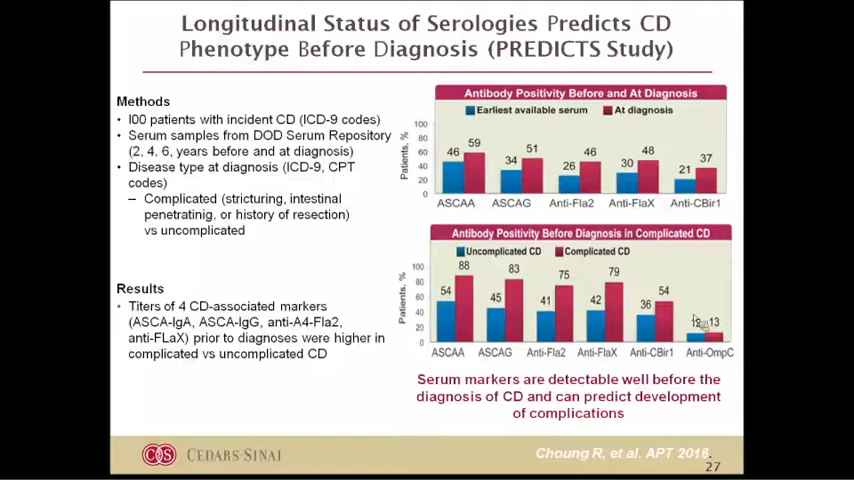 Longitudinal Status of Serologies Predicts CD
Phenotype Before Diagnosis (PREDICTS Study)
Methods
• 100 patients with incident CD (ICD-9 codes)
• Serum samples from DOD Serum Repository
(2, 4, 6, years before and at diagnosis)
• Disease type at diagnosis (ICD-9, CPT
codes)
– Complicated (stricturing, intestinal
penetratinig, or history of resection)
vs uncomplicated
Results
• Titers of 4 CD-associated markers
(ASCA-IgA, ASCA-IgG, anti-A4-Fla2,
anti-FLaX) prior to diagnoses were higher in
complicated vs uncomplicated CD
Antibody Positivity Before and At Diagnosis
Earliest available serum At diagnosis
Patients, %
100
80
60
40
20
0
46 59 34 51 26 46 30 48 21 37
ASCAA ASCAG Anti-Fla2 Anti-FlaX Anti-CBir1
Antibody Positivity Before Diagnosis in Complicated CD
Uncomplicated CD Complicated CD
Patients, %
100
80
60
40
20
0
54 88 45 83 41 75 42 79 36 54 13
ASCAA ASCAG Anti-Fla2 Anti-FlaX Anti-CBir1 Anti-OmpC
Serum markers are detectable well before the
diagnosis of CD and can predict development
of complications
CEDARS-SINAI
Choung R, et al. APT 2016.
27